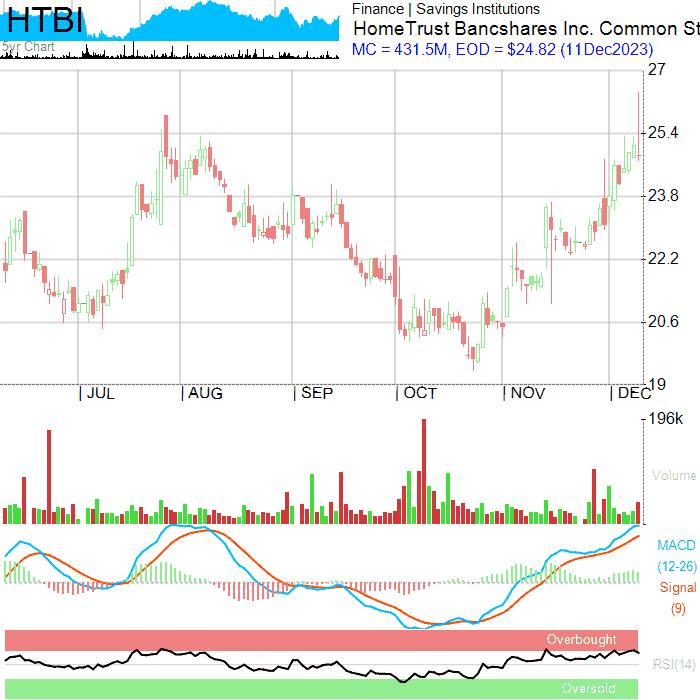 HTBI
5yr Chart
Finance | Savings Institutions
HomeTrust Bancshares Inc. Common St
MC = 431.5M, EOD = $24.82 (11Dec2023)
27
25.4
23.8
22.2
20.6
19
JUL AUG SEP OCT NOV DEC
196K
Volume
MACD
(12-26)
Signal
(9)
Overbought
RSI(14)
Oversold